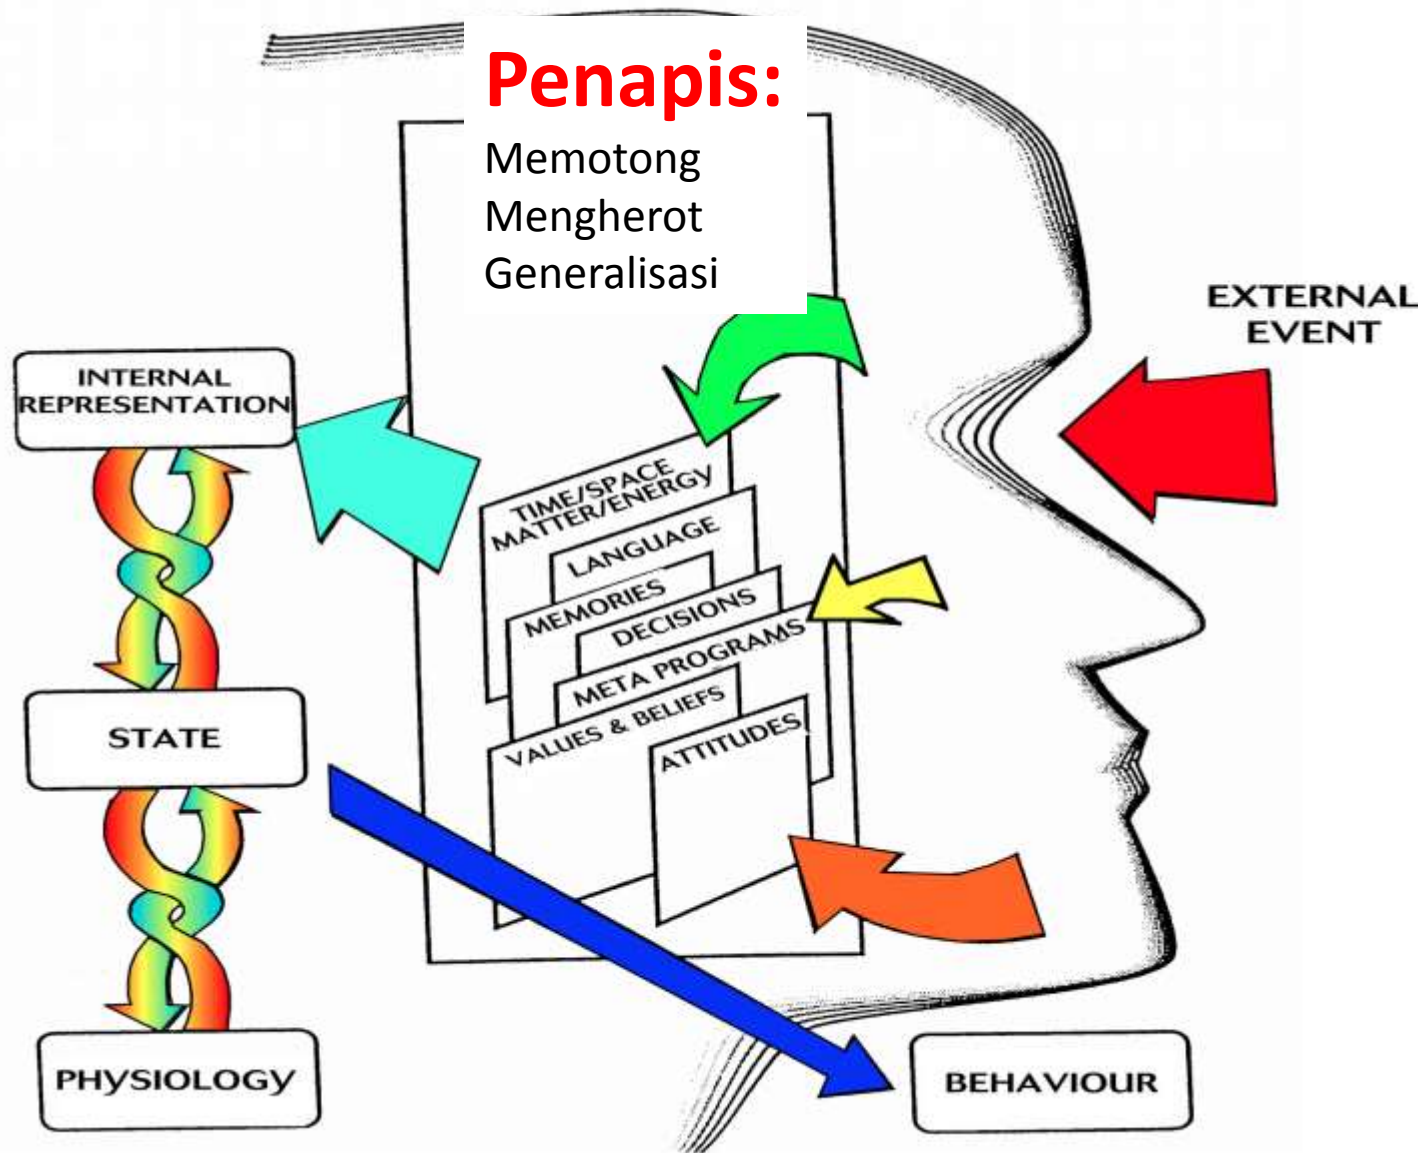 Penapis:
Memotong
Mengherot
Generalisasi
EXTERNAL
EVENT
INTERNAL
REPRESENTATION
TIME/SPACE
MATTER/ENERGY
LANGUAGE
MEMORIES
DECISIONS
META PROGRAMS
VALUES & BELIEFS
ATTITUDES
STATE
PHYSIOLOGY
BEHAVIOUR